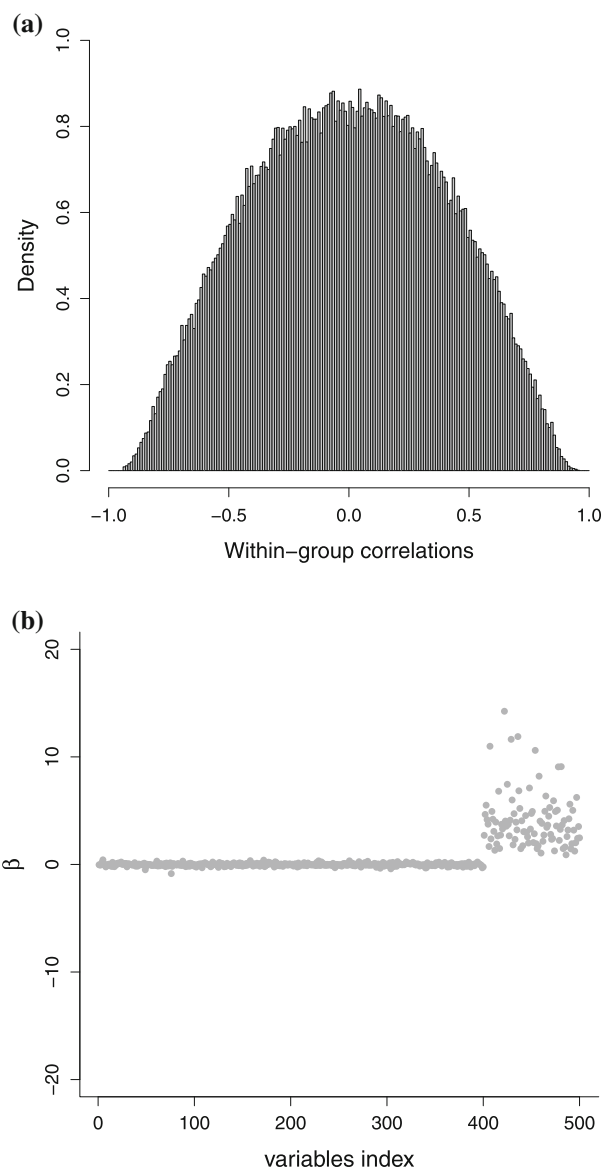 (a)
1.0
0.8
0.6
0.4
0.2
0.0
Density
−1.0 −0.5 0.0 0.5 1.0
Within−group correlations
(b)
20
10
0
−10
−20
β
0 100 200 300 400 500
variables index